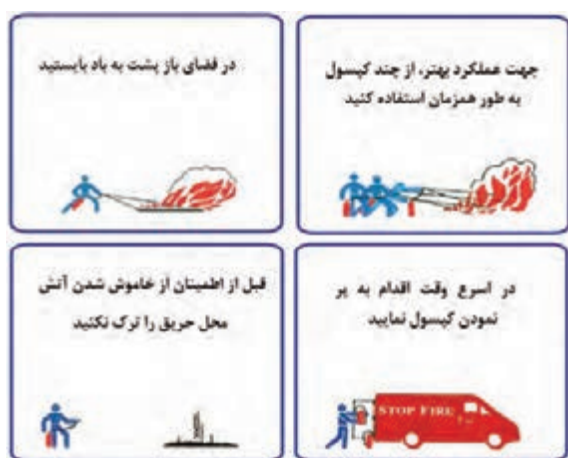 جهت عملکرد بهتر، از چند کپسول
به طور همزمان استفاده کنید
در فضای باز پشت به باد بایستید
در اسرع وقت اقدام به پر
نمودن کپسول نمایید
STOP FIRE
قبل از اطمینان از خاموش شدن آتش
محل حریق را ترک نکنید